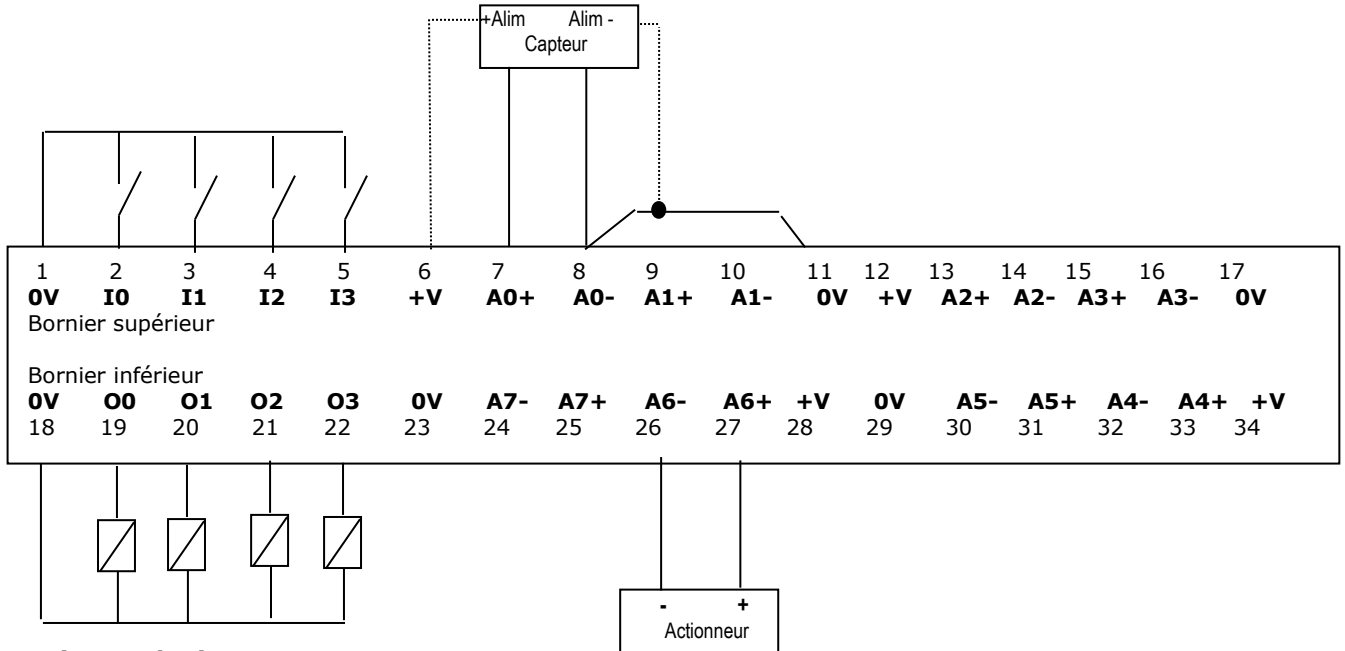 +Alim Alim -
Capteur
1 2 3 4 5 6 7 8 9 10 11 12 13 14 15 16 17
0V I0 I1 I2 I3 +V A0+ A0- A1+ A1- 0V +V A2+ A2- A3+ A3- 0V
Bornier supérieur
Bornier inférieur
0V O0 O1 O2 O3 0V A7- A7+ A6- A6+ +V 0V A5- A5+ A4- A4+ +V
18 19 20 21 22 23 24 25 26 27 28 29 30 31 32 33 34
- +
Actionneur